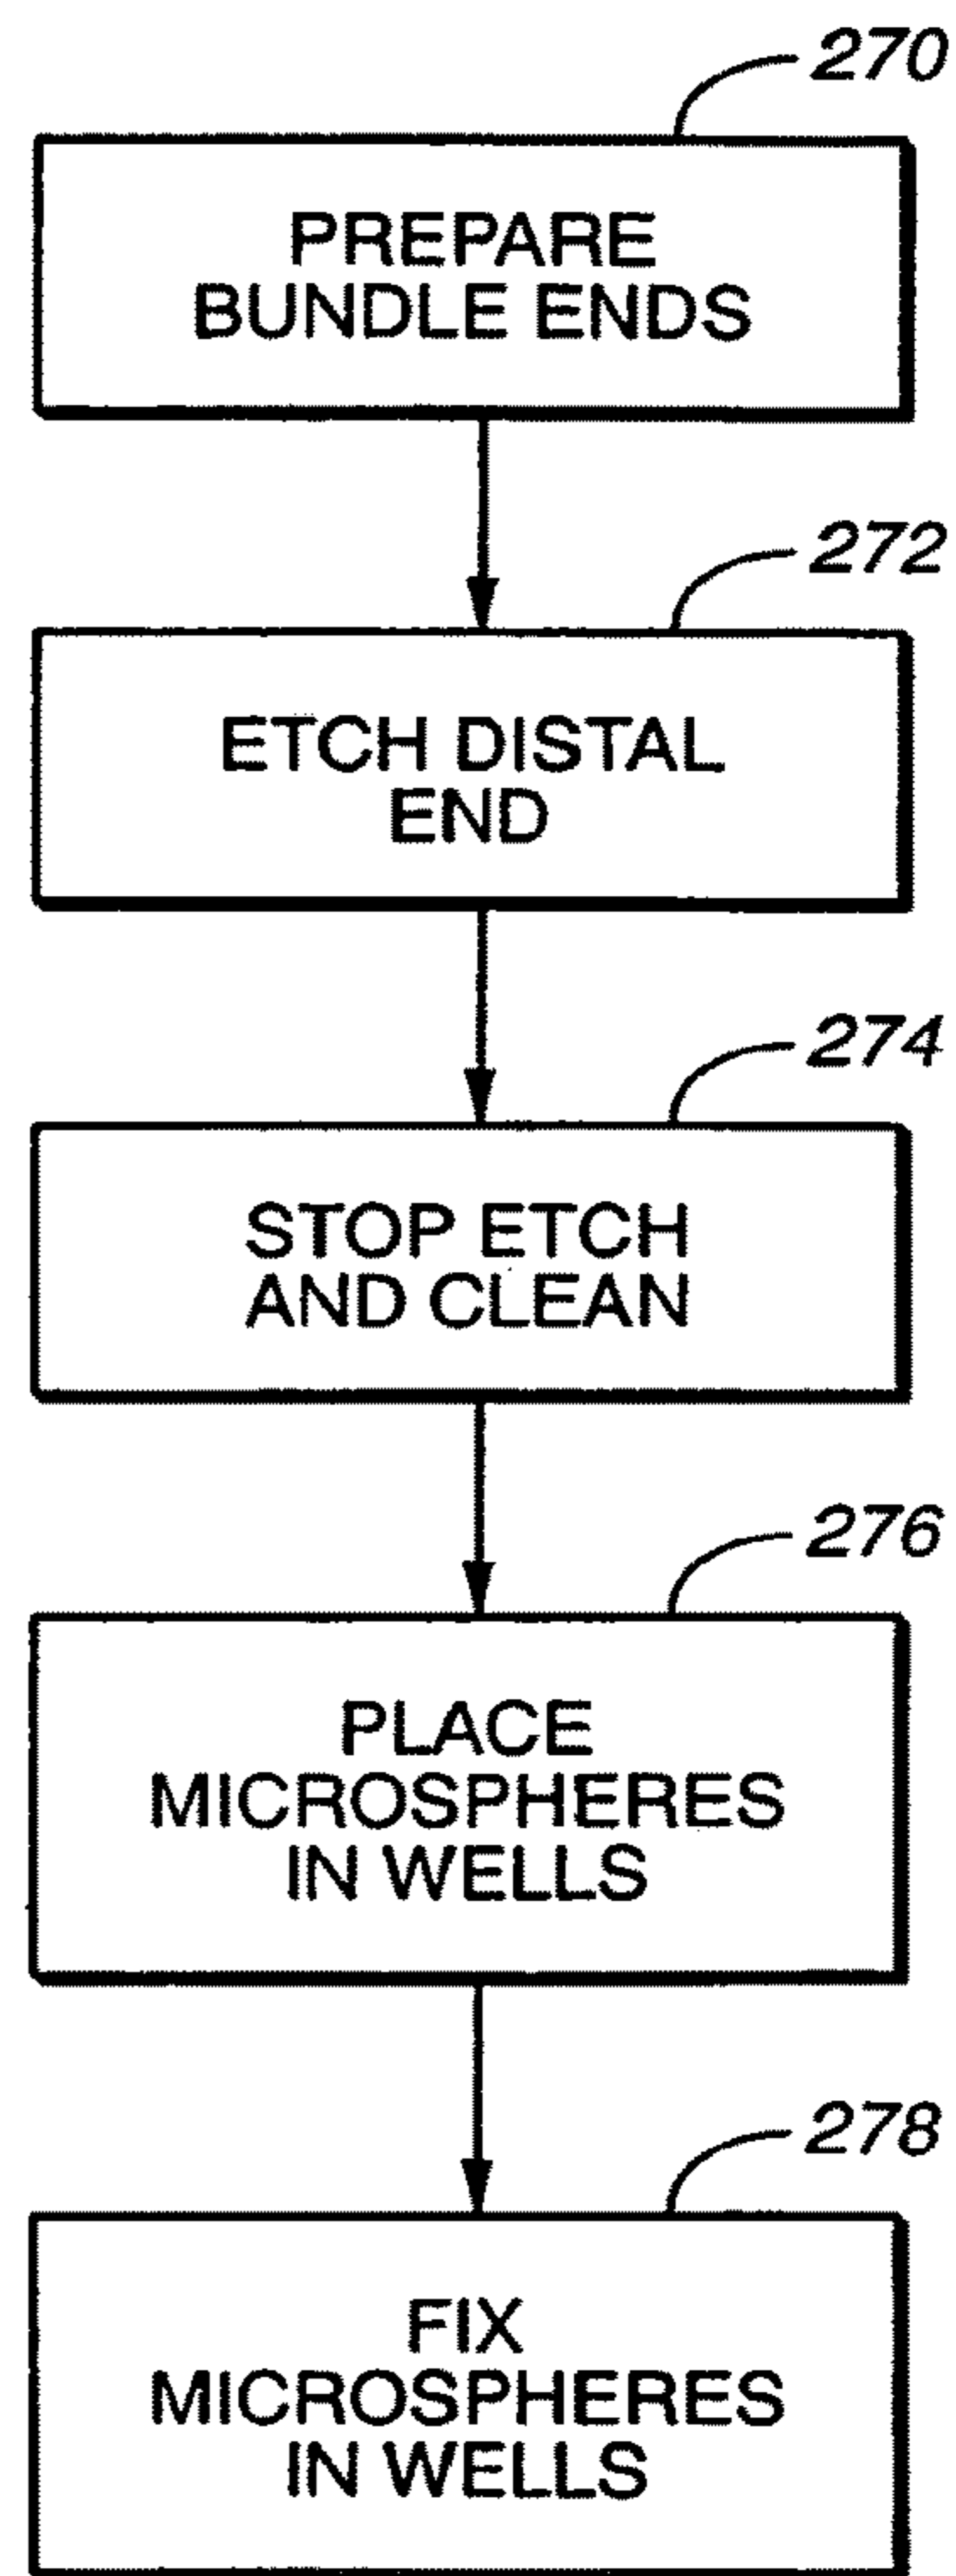 270
PREPARE
BUNDLE ENDS
272
ETCH DISTAL
END
274
STOP ETCH
AND CLEAN
276
PLACE
MICROSPHERES
IN WELLS
278
FIX
MICROSPHERES
IN WELLS